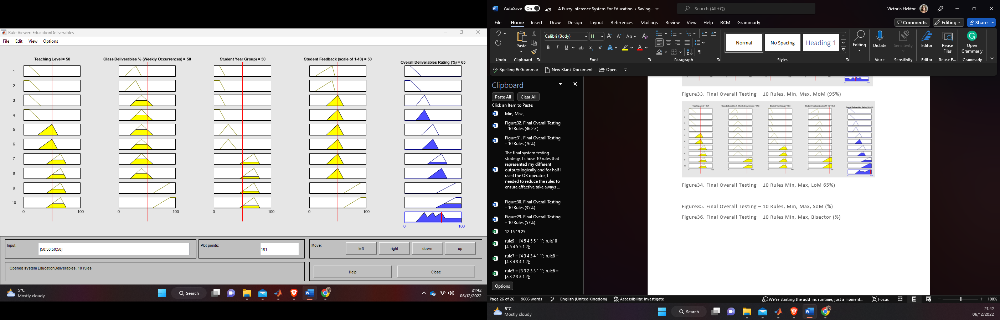 Rule Viewer: EducationDeliverables
File Edit View Options
Teaching Level = 50
Class Deliverables % (Weekly Occurrences) = 50
Student Year Group) = 50
Student Feedback (scale of 1-10) = 50
Overall Deliverables Rating (%) = 65
1
2
3
4
5
6
7
8
9
10
0 100 0 100 0 100 0 100
0 100
Input: [50;50;50;50]
Plot points: 101
Move: left right down up
Opened system EducationDeliverables, 10 rules
Help Close
5°C
Mostly cloudy
Search
21:42
06/12/2022
AutoSave On A Fuzzy Inference System For Education • Saving... Search (Alt+Q) Victoria Hektor
File Home Insert Draw Design Layout References Mailings Review View Help RCM Grammarly Comments Editing Share
Calibri (Body) 11
Normal No Spacing Heading 1
Paste
Editing Dictate Sensitivity Editor Reuse Files Open Grammarly
Undo Clipboard Font Paragraph Styles Voice Sensitivity Editor Reuse F... Grammarly
Spelling & Grammar New Blank Document Open
Clipboard
Paste All Clear All
Click an Item to Paste:
Min, Max,
Figure32. Final Overall Testing
– 10 Rules (46.2%)
Figure31. Final Overall Testing
– 10 Rules (76%)
The final system testing
strategy, I chose 10 rules that
represented my different
outputs logically and for half I
used the OR operator, I
needed to reduce the rules to
ensure effective take aways ...
Figure30. Final Overall Testing
– 10 Rules (35%)
Figure29. Final Overall Testing
– 10 Rules (57%)
12 15 19 25
rule9 = [4 5 4 5 5 1 1]; rule10 =
[4 5 4 5 5 1 2];
rule7 = [4 3 4 3 4 1 1]; rule8 =
[4 3 4 3 4 1 2];
rule5 = [3 3 2 3 3 1 1]; rule6 =
[3 3 2 3 3 1 2];
Options
Figure33. Final Overall Testing – 10 Rules, Min, Max, MoM (95%)
Figure34. Final Overall Testing – 10 Rules Min, Max, LoM 65%)
Figure35. Final Overall Testing – 10 Rules, Min, Max, SoM (%)
Figure36. Final Overall Testing – 10 Rules Min, Max, Bisector (%)
Page 26 of 26 9606 words English (United Kingdom) Accessibility: Investigate We're starting the add-ins runtime, just a moment... Focus 100%
5°C
Mostly cloudy
Search
21:42
06/12/2022